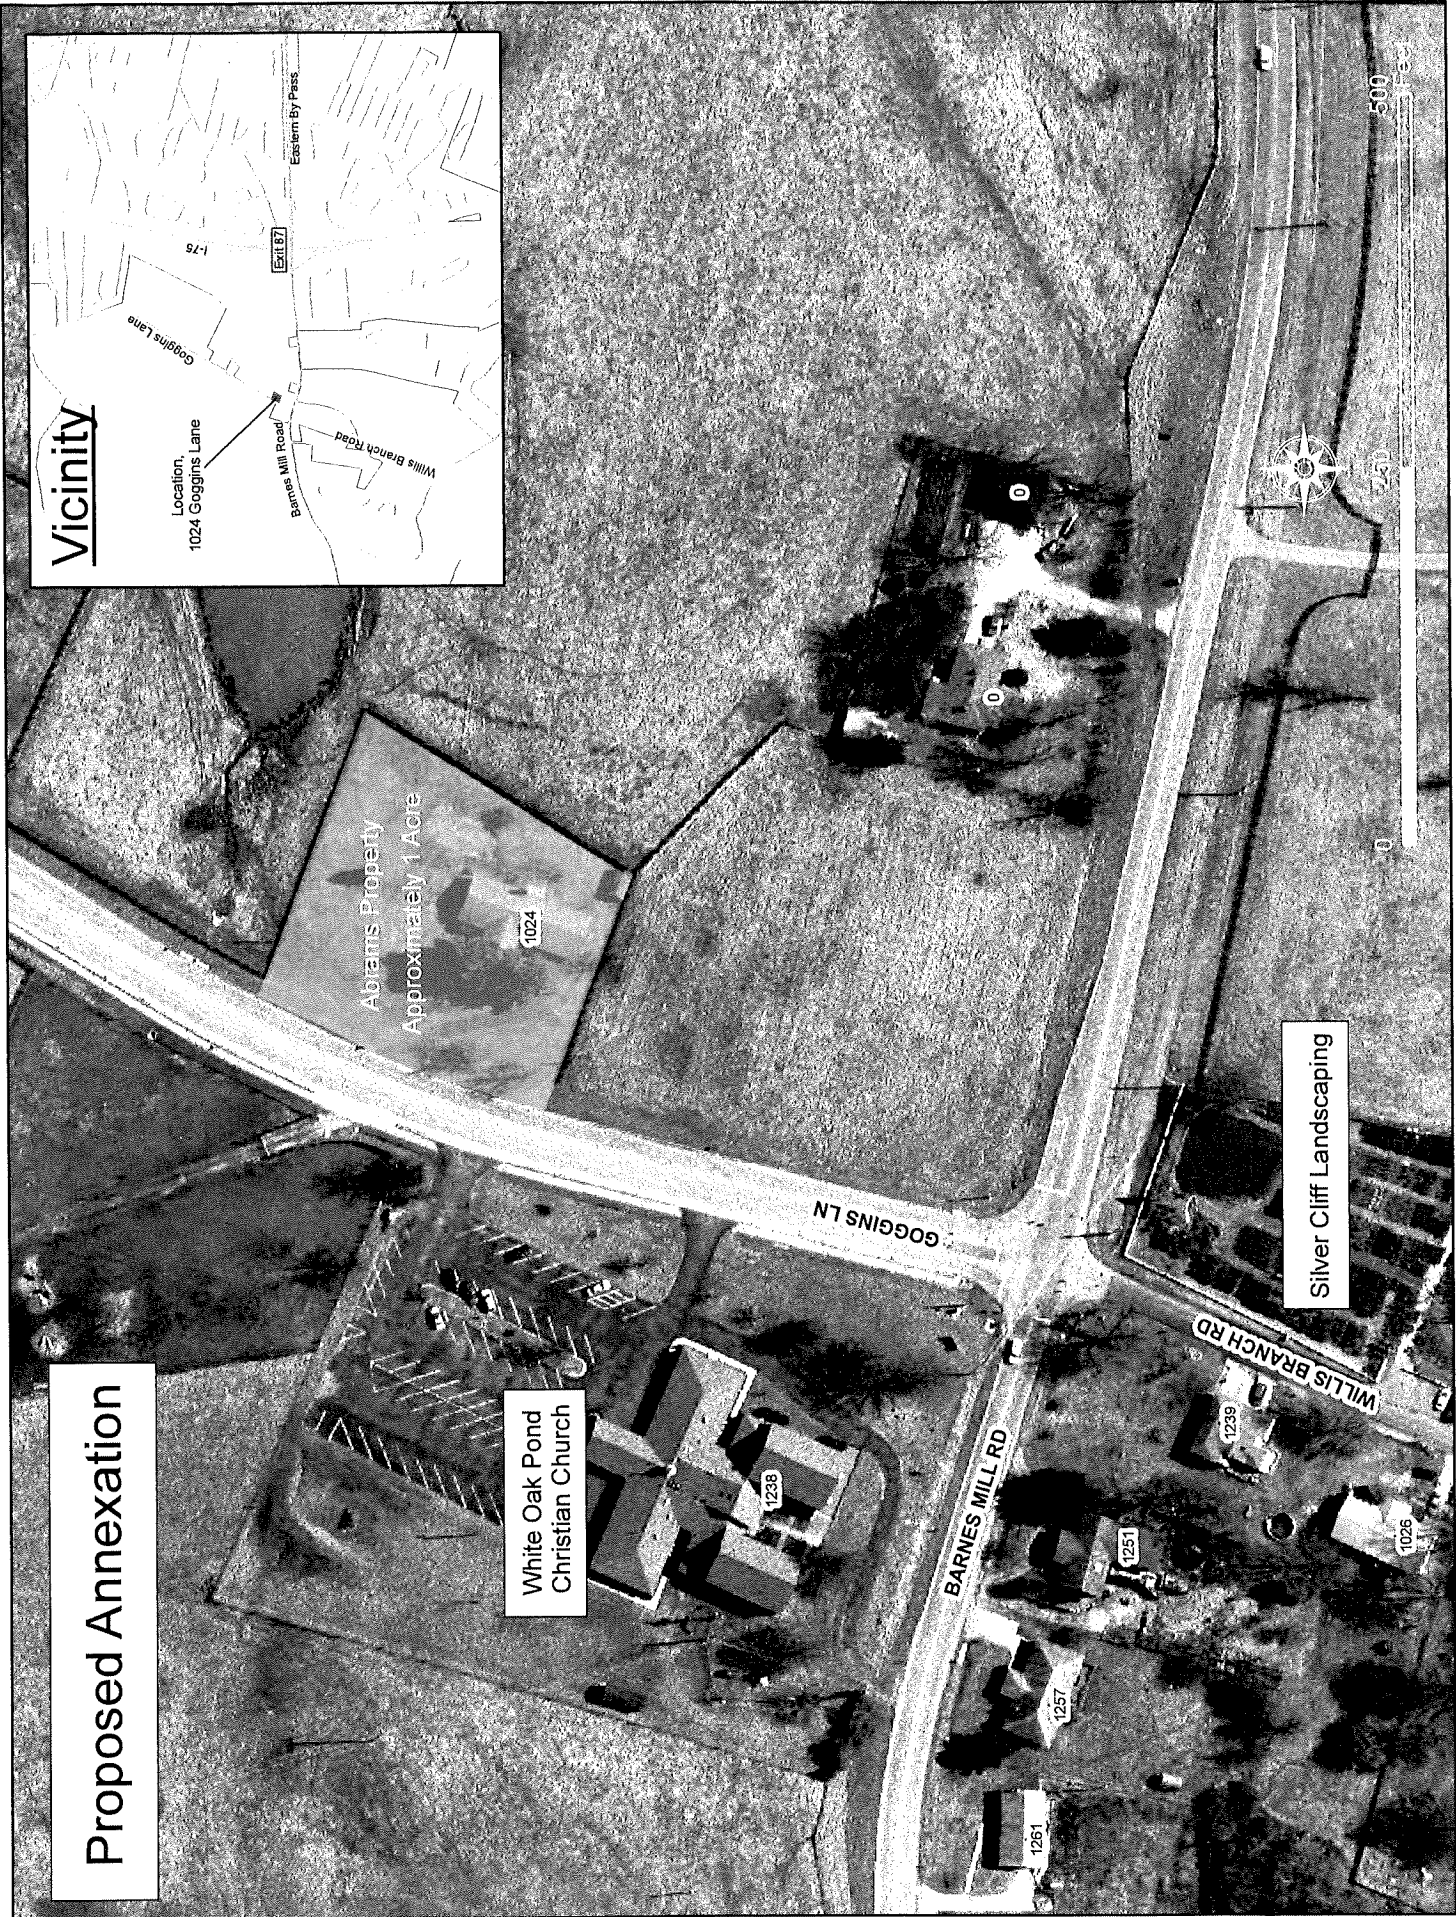 Proposed Annexation
Vicinity
Location,
1024 Goggins Lane
Goggins Lane
I-75
Exit 87
Eastern By Pass
Barnes Mill Road
Willis Branch Road
Abrams Property
Approximately 1 Acre
1024
White Oak Pond
Christian Church
1238
GOGGINS LN
BARNES MILL RD
WILLIS BRANCH RD
0
0
1261
1257
1251
1239
1026
Silver Cliff Landscaping
0
250
500
Feet